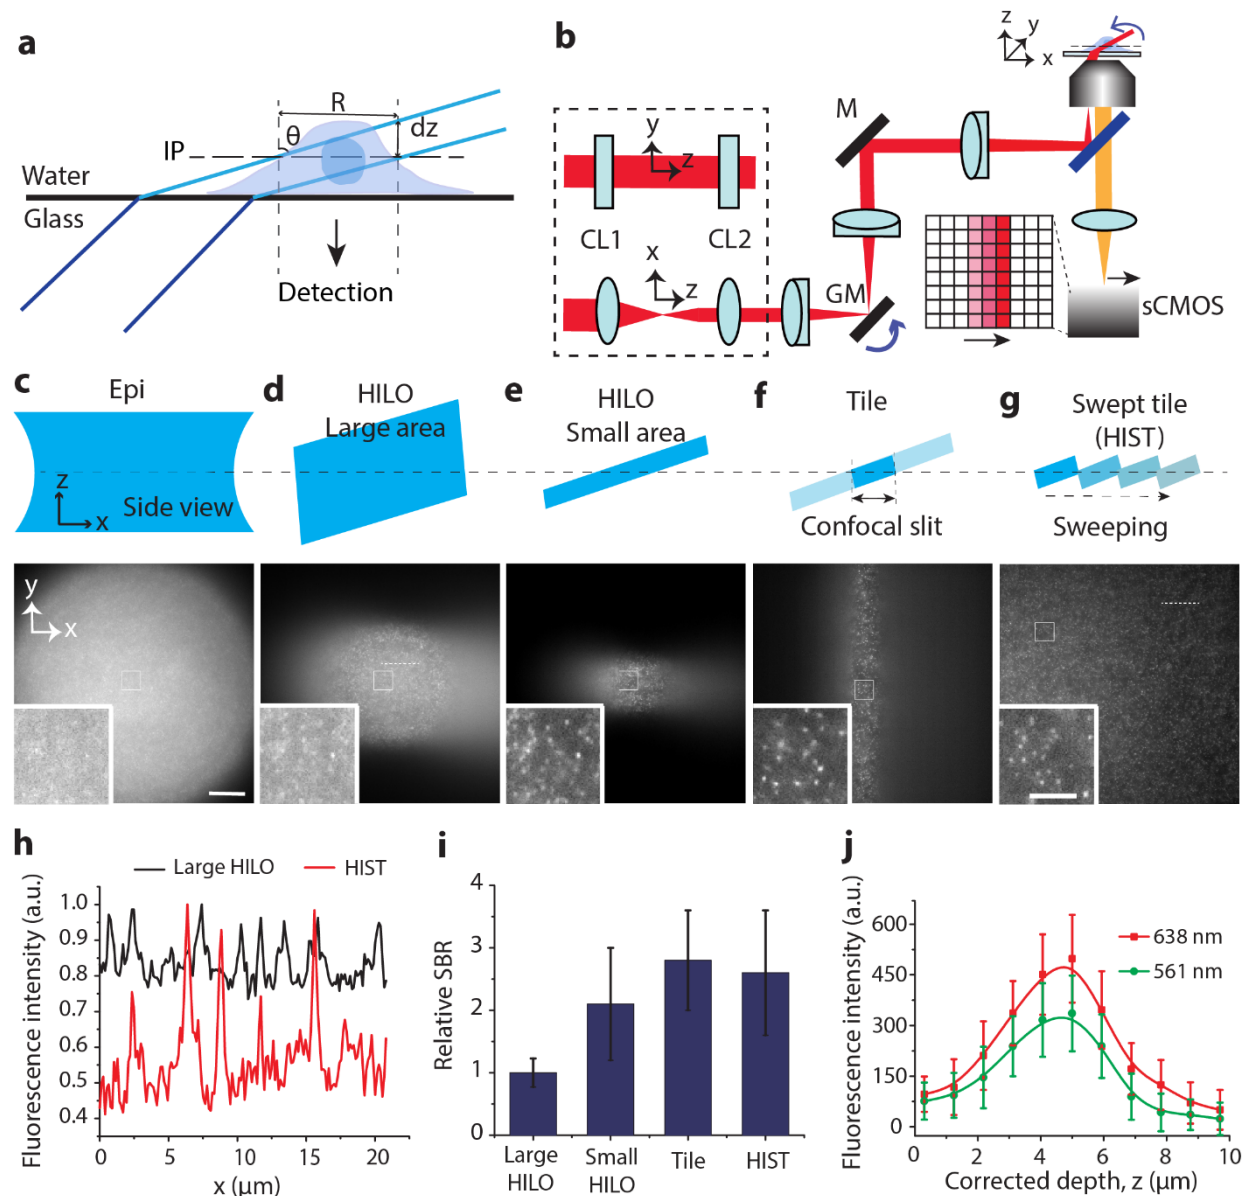 a
R
θ
dz
IP
Water
Glass
Detection
b
y
z
CL1
CL2
x
z
M
GM
z
y
x
sCMOS
c
Epi
z
x
Side view
d
HILO
Large area
e
HILO
Small area
f
Tile
Confocal slit
g
Swept tile
(HIST)
Sweeping
y
x
h
Large HILO
HIST
Fluorescence intensity (a.u.)
1.0
0.9
0.8
0.7
0.6
0.5
0.4
0
5
10
15
20
x (µm)
i
Relative SBR
4
3
2
1
0
Large
HILO
Small
HILO
Tile
HIST
j
Fluorescence intensity (a.u.)
600
450
300
150
0
638 nm
561 nm
0
2
4
6
8
10
Corrected depth, z (µm)